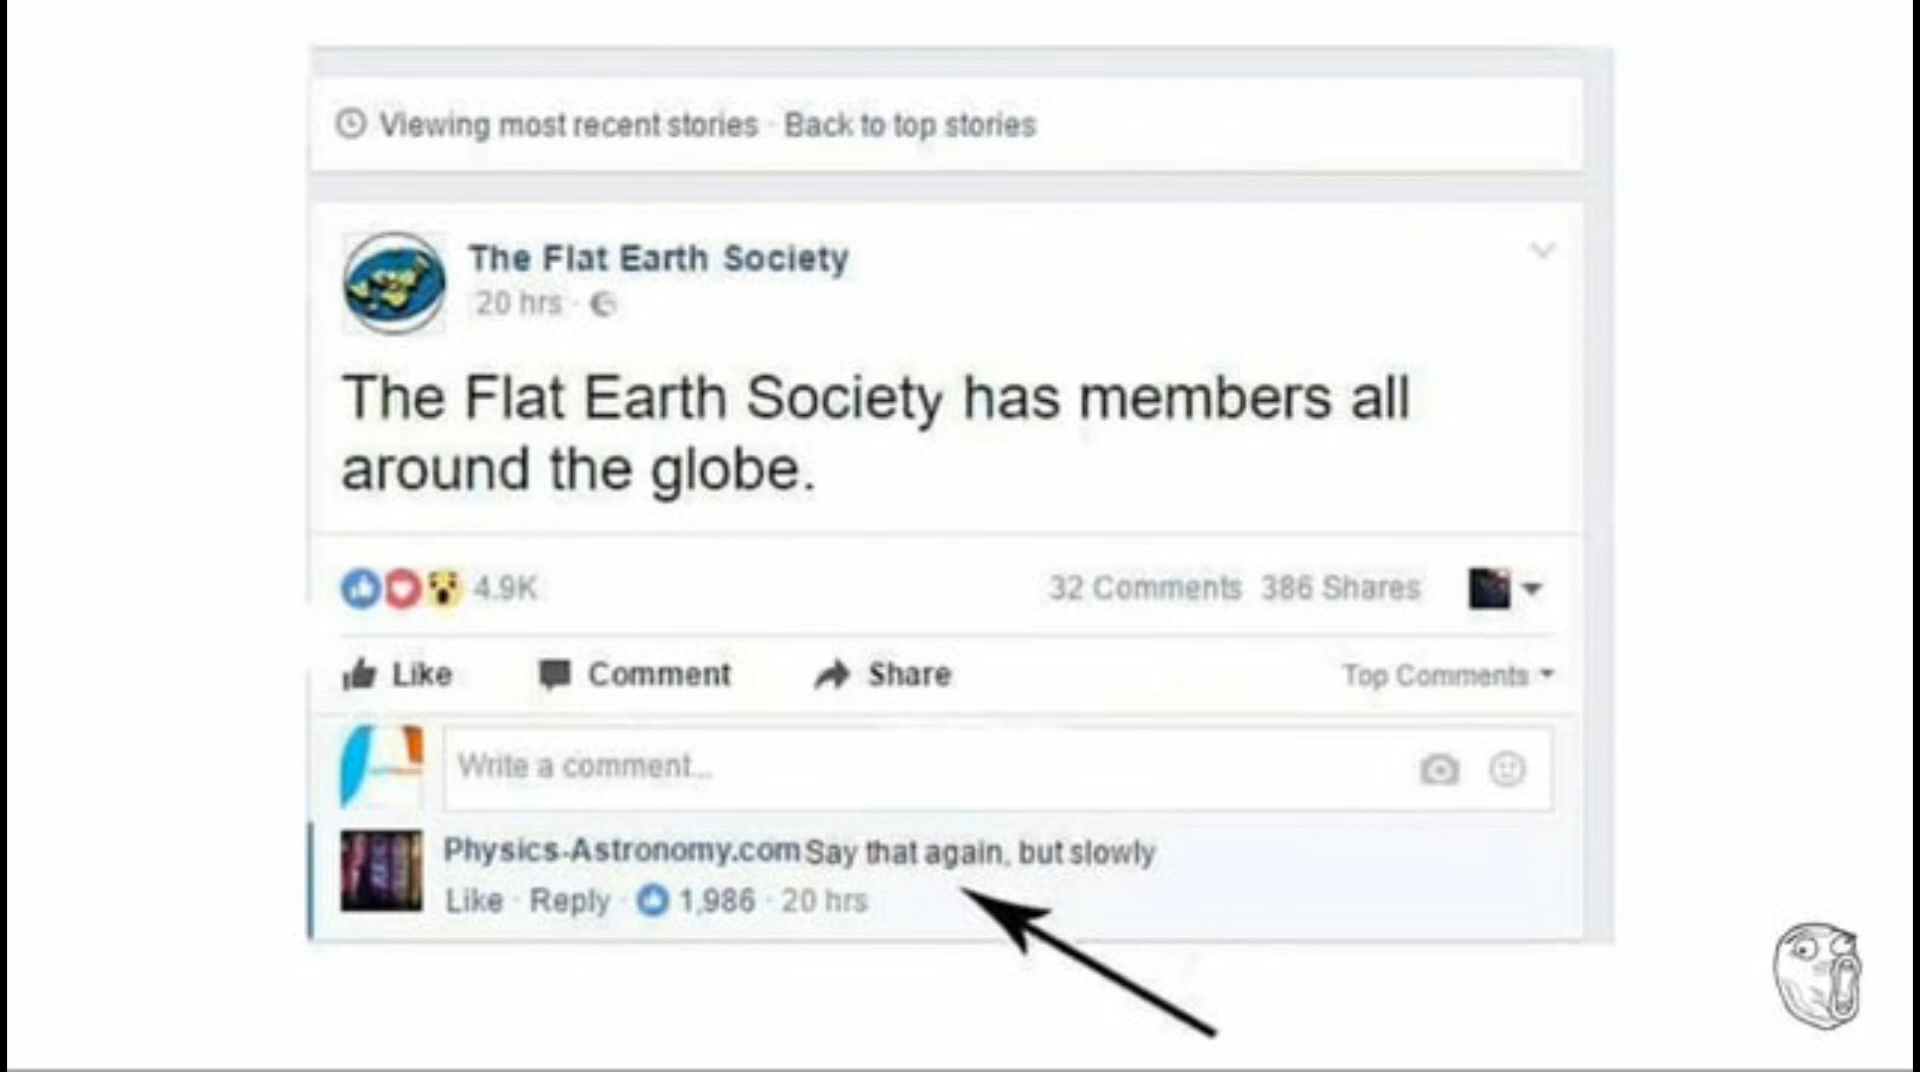 Viewing most recent stories · Back to top stories
The Flat Earth Society
20 hrs ·
The Flat Earth Society has members all
around the globe.
4.9K 32 Comments 386 Shares
Like Comment Share Top Comments
Write a comment...
Physics-Astronomy.com Say that again, but slowly
Like · Reply · 1,986 · 20 hrs